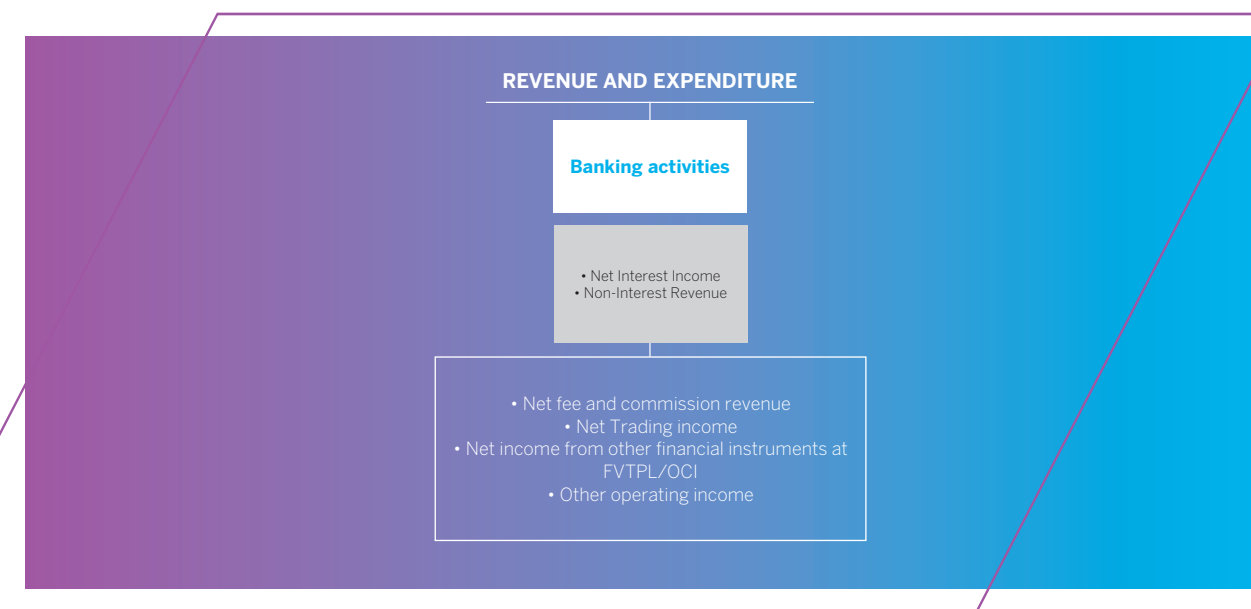 REVENUE AND EXPENDITURE
Banking activities
• Net Interest Income
• Non-Interest Revenue
• Net fee and commission revenue
• Net Trading income
• Net income from other financial instruments at
FVTPL/OCI
• Other operating income